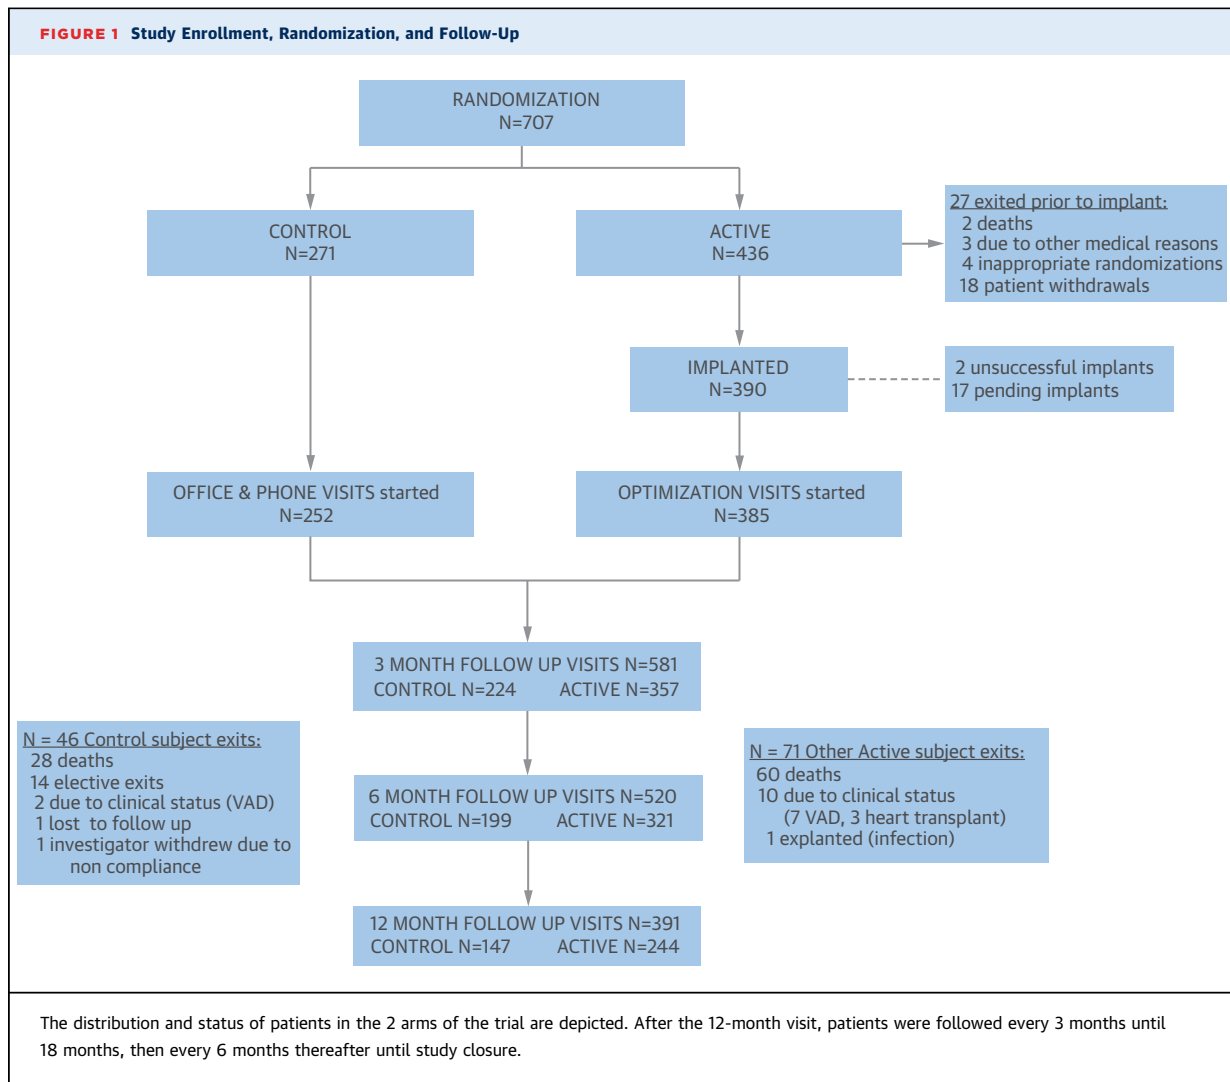 FIGURE 1 Study Enrollment, Randomization, and Follow-Up
RANDOMIZATION
N=707
CONTROL
N=271
ACTIVE
N=436
27 exited prior to implant:
2 deaths
3 due to other medical reasons
4 inappropriate randomizations
18 patient withdrawals
IMPLANTED
N=390
2 unsuccessful implants
17 pending implants
OFFICE & PHONE VISITS started
N=252
OPTIMIZATION VISITS started
N=385
3 MONTH FOLLOW UP VISITS N=581
CONTROL N=224 ACTIVE N=357
N = 46 Control subject exits:
28 deaths
14 elective exits
2 due to clinical status (VAD)
1 lost to follow up
1 investigator withdrew due to
non compliance
6 MONTH FOLLOW UP VISITS N=520
CONTROL N=199 ACTIVE N=321
N = 71 Other Active subject exits:
60 deaths
10 due to clinical status
(7 VAD, 3 heart transplant)
1 explanted (infection)
12 MONTH FOLLOW UP VISITS N=391
CONTROL N=147 ACTIVE N=244
The distribution and status of patients in the 2 arms of the trial are depicted. After the 12-month visit, patients were followed every 3 months until
18 months, then every 6 months thereafter until study closure.